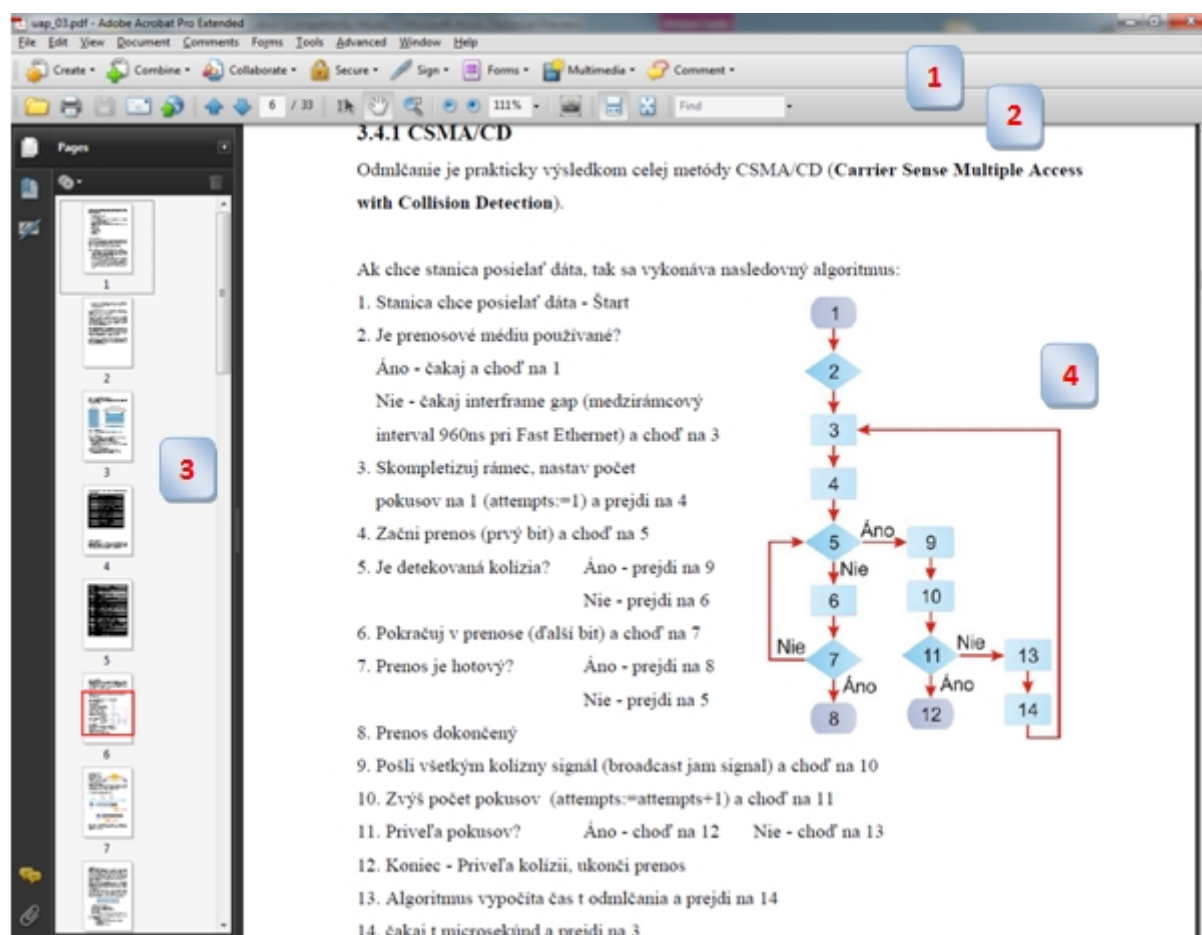 uap_03.pdf - Adobe Acrobat Pro Extended
File Edit View Document Comments Forms Tools Advanced Window Help
Create Combine Collaborate Secure Sign Forms Multimedia Comment
1
6 / 33 111% Find
2
Pages
1
2
3
4
5
6
7
3
3.4.1 CSMA/CD
Odmlčanie je prakticky výsledkom celej metódy CSMA/CD (Carrier Sense Multiple Access
with Collision Detection).
Ak chce stanica posielať dáta, tak sa vykonáva nasledovný algoritmus:
1. Stanica chce posielať dáta - Štart
2. Je prenosové médiu používané?
Áno - čakaj a choď na 1
Nie - čakaj interframe gap (medzirámcový
interval 960ns pri Fast Ethernet) a choď na 3
3. Skompletizuj rámec, nastav počet
pokusov na 1 (attempts:=1) a prejdi na 4
4. Začni prenos (prvý bit) a choď na 5
5. Je detekovaná kolízia? Áno - prejdi na 9
Nie - prejdi na 6
6. Pokračuj v prenose (ďalší bit) a choď na 7
7. Prenos je hotový? Áno - prejdi na 8
Nie - prejdi na 5
8. Prenos dokončený
9. Pošli všetkým kolízny signál (broadcast jam signal) a choď na 10
10. Zvýš počet pokusov (attempts:=attempts+1) a choď na 11
11. Priveľa pokusov? Áno - choď na 12 Nie - choď na 13
12. Koniec - Priveľa kolízii, ukonči prenos
13. Algoritmus vypočíta čas t odmlčania a prejdi na 14
14. čakaj t microsekúnd a prejdi na 3
1
2
3
4
5 Áno 9
Nie
6 10
Nie 7 11 Nie 13
Áno Áno
8 12 14
4